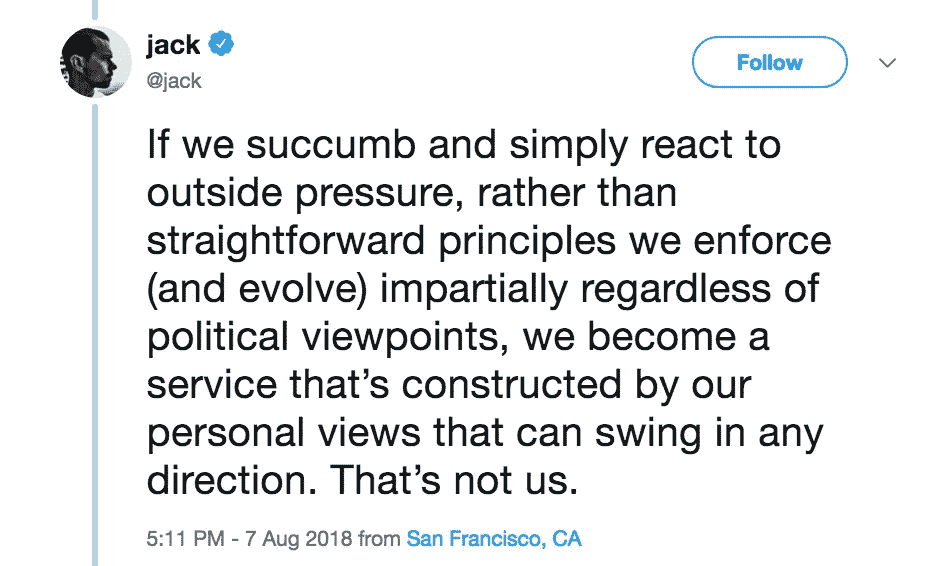 jack
@jack
Follow
If we succumb and simply react to
outside pressure, rather than
straightforward principles we enforce
(and evolve) impartially regardless of
political viewpoints, we become a
service that’s constructed by our
personal views that can swing in any
direction. That’s not us.
5:11 PM - 7 Aug 2018 from San Francisco, CA